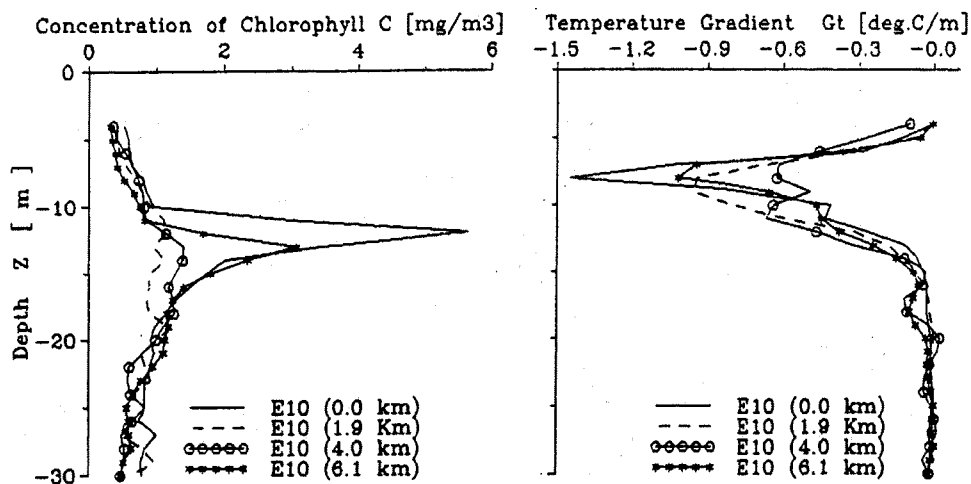 Concentration of Chlorophyll C [mg/m3]
0 2 4 6
Temperature Gradient Gt [deg.C/m]
-1.5 -1.2 -0.9 -0.6 -0.3 -0.0
0
-10
-20
-30
Depth Z [ m ]
E10 (0.0 km)
E10 (1.9 Km)
E10 (4.0 km)
E10 (6.1 km)
E10 (0.0 km)
E10 (1.9 Km)
E10 (4.0 km)
E10 (6.1 km)